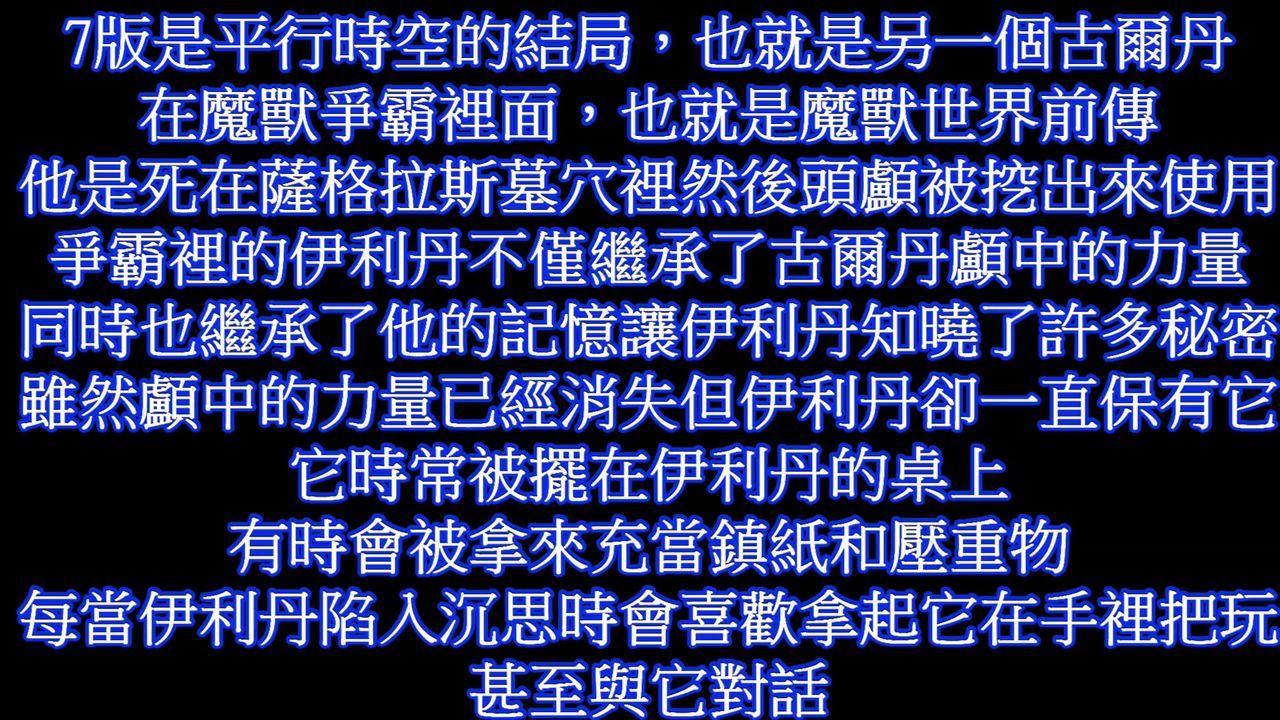 7版是平行時空的結局，也就是另一個古爾丹
在魔獸爭霸裡面，也就是魔獸世界前傳
他是死在薩格拉斯墓穴裡然後頭顱被挖出來使用
爭霸裡的伊利丹不僅繼承了古爾丹顱中的力量
同時也繼承了他的記憶讓伊利丹知曉了許多秘密
雖然顱中的力量已經消失但伊利丹卻一直保有它
它時常被擺在伊利丹的桌上
有時會被拿來充當鎮紙和壓重物
每當伊利丹陷入沉思時會喜歡拿起它在手裡把玩
甚至與它對話